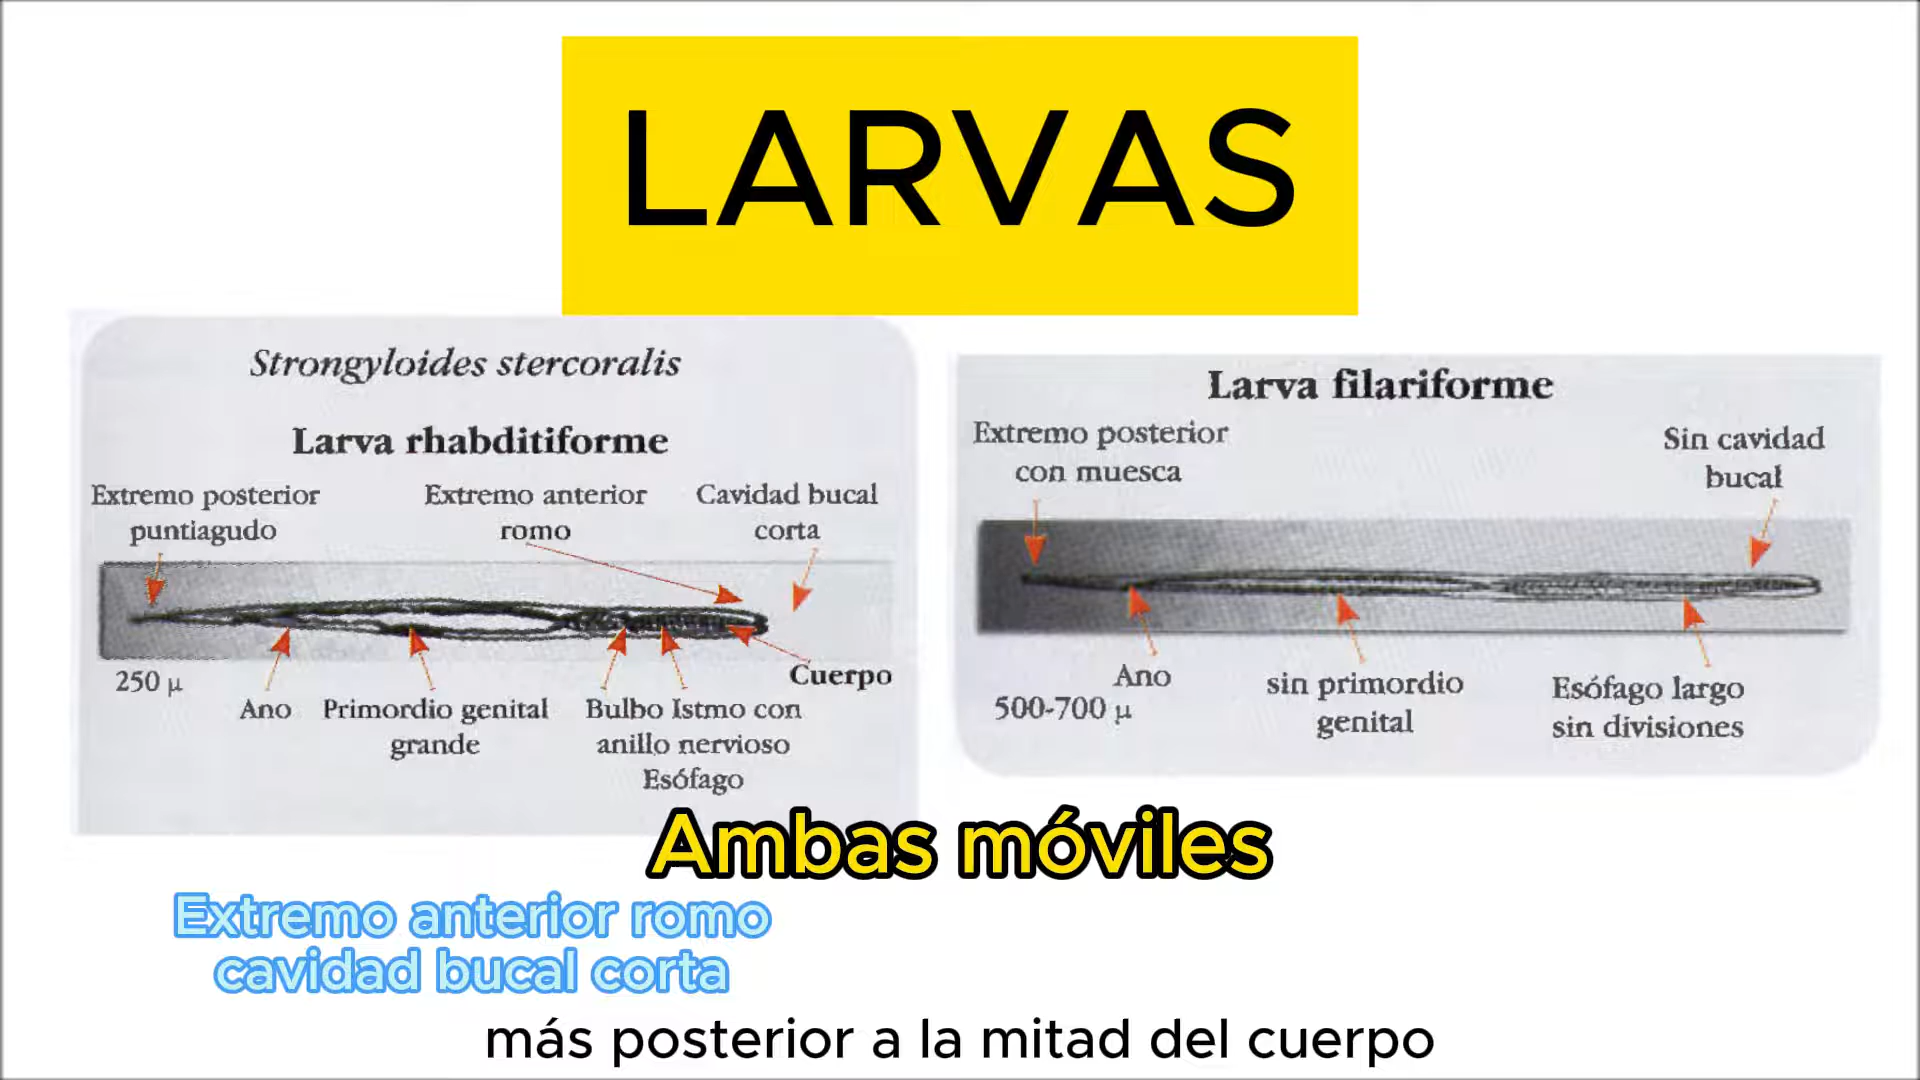 LARVAS
Strongyloides stercoralis
Larva rhabditiforme
Extremo posterior
puntiagudo
Extremo anterior
romo
Cavidad bucal
corta
250 μ
Ano
Primordio genital
grande
Bulbo Istmo con
anillo nervioso
Esófago
Cuerpo
Larva filariforme
Extremo posterior
con muesca
Sin cavidad
bucal
500-700 μ
Ano
sin primordio
genital
Esófago largo
sin divisiones
Ambas móviles
Extremo anterior romo
cavidad bucal corta
más posterior a la mitad del cuerpo